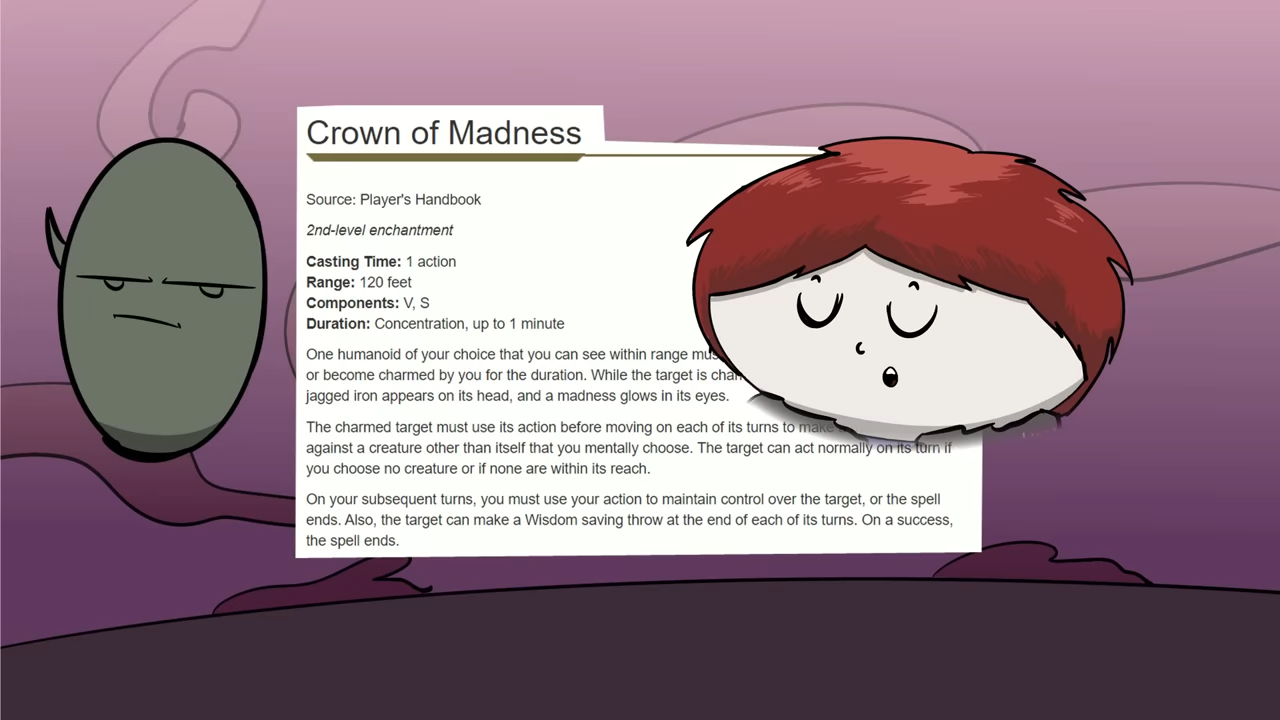 Crown of Madness
Source: Player's Handbook
2nd-level enchantment
Casting Time: 1 action
Range: 120 feet
Components: V, S
Duration: Concentration, up to 1 minute
One humanoid of your choice that you can see within range
or become charmed by you for the duration. While the target is
jagged iron appears on its head, and a madness glows in its eyes.
The charmed target must use its action before moving on each of its turns to make
against a creature other than itself that you mentally choose. The target can act normally on its turn if
you choose no creature or if none are within its reach.
On your subsequent turns, you must use your action to maintain control over the target, or the spell
ends. Also, the target can make a Wisdom saving throw at the end of each of its turns. On a success,
the spell ends.